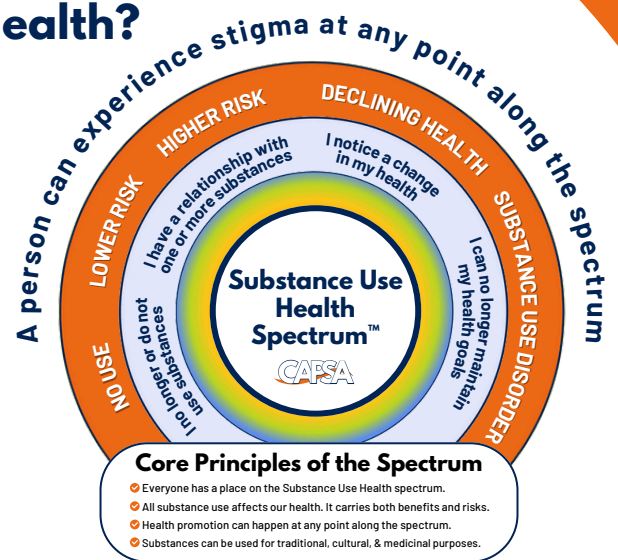 ealth?
A person can experience stigma at any point along the spectrum
NO USE
LOWER RISK
HIGHER RISK
DECLINING HEALTH
SUBSTANCE USE DISORDER
I no longer or do not
use substances
I have a relationship with
one or more substances
I notice a change
in my health
I can no longer maintain
my health goals
Substance Use
Health
Spectrum™
CAPSA
Core Principles of the Spectrum
Everyone has a place on the Substance Use Health spectrum.
All substance use affects our health. It carries both benefits and risks.
Health promotion can happen at any point along the spectrum.
Substances can be used for traditional, cultural, & medicinal purposes.